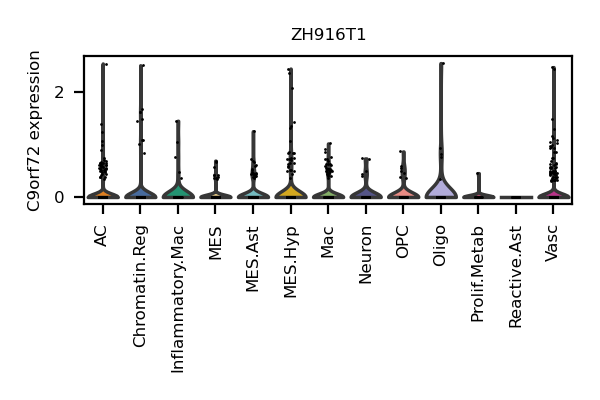 ZH916T1
C9orf72 expression
2
0
AC
Chromatin.Reg
Inflammatory.Mac
MES
MES.Ast
MES.Hyp
Mac
Neuron
OPC
Oligo
Prolif.Metab
Reactive.Ast
Vasc